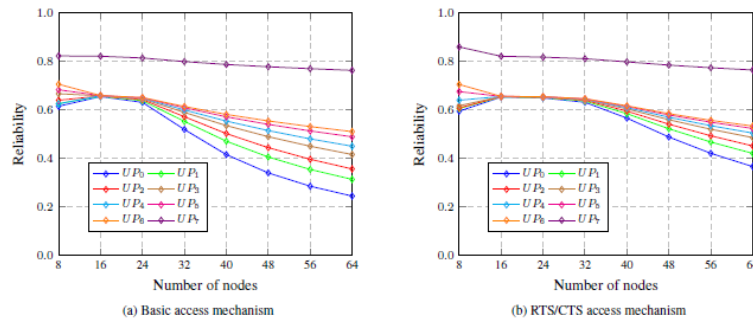 1.0 1.0
0.8 0.8
0.6 0.6
Reliability Reliability
0.4 0.4
UP0 UP1 UP0 UP1
UP2 UP3 UP2 UP3
0.2 UP4 UP5 0.2 UP4 UP5
UP6 UP7 UP6 UP7
0.0 0.0
8 16 24 32 40 48 56 64 8 16 24 32 40 48 56 64
Number of nodes Number of nodes
(a) Basic access mechanism (b) RTS/CTS access mechanism